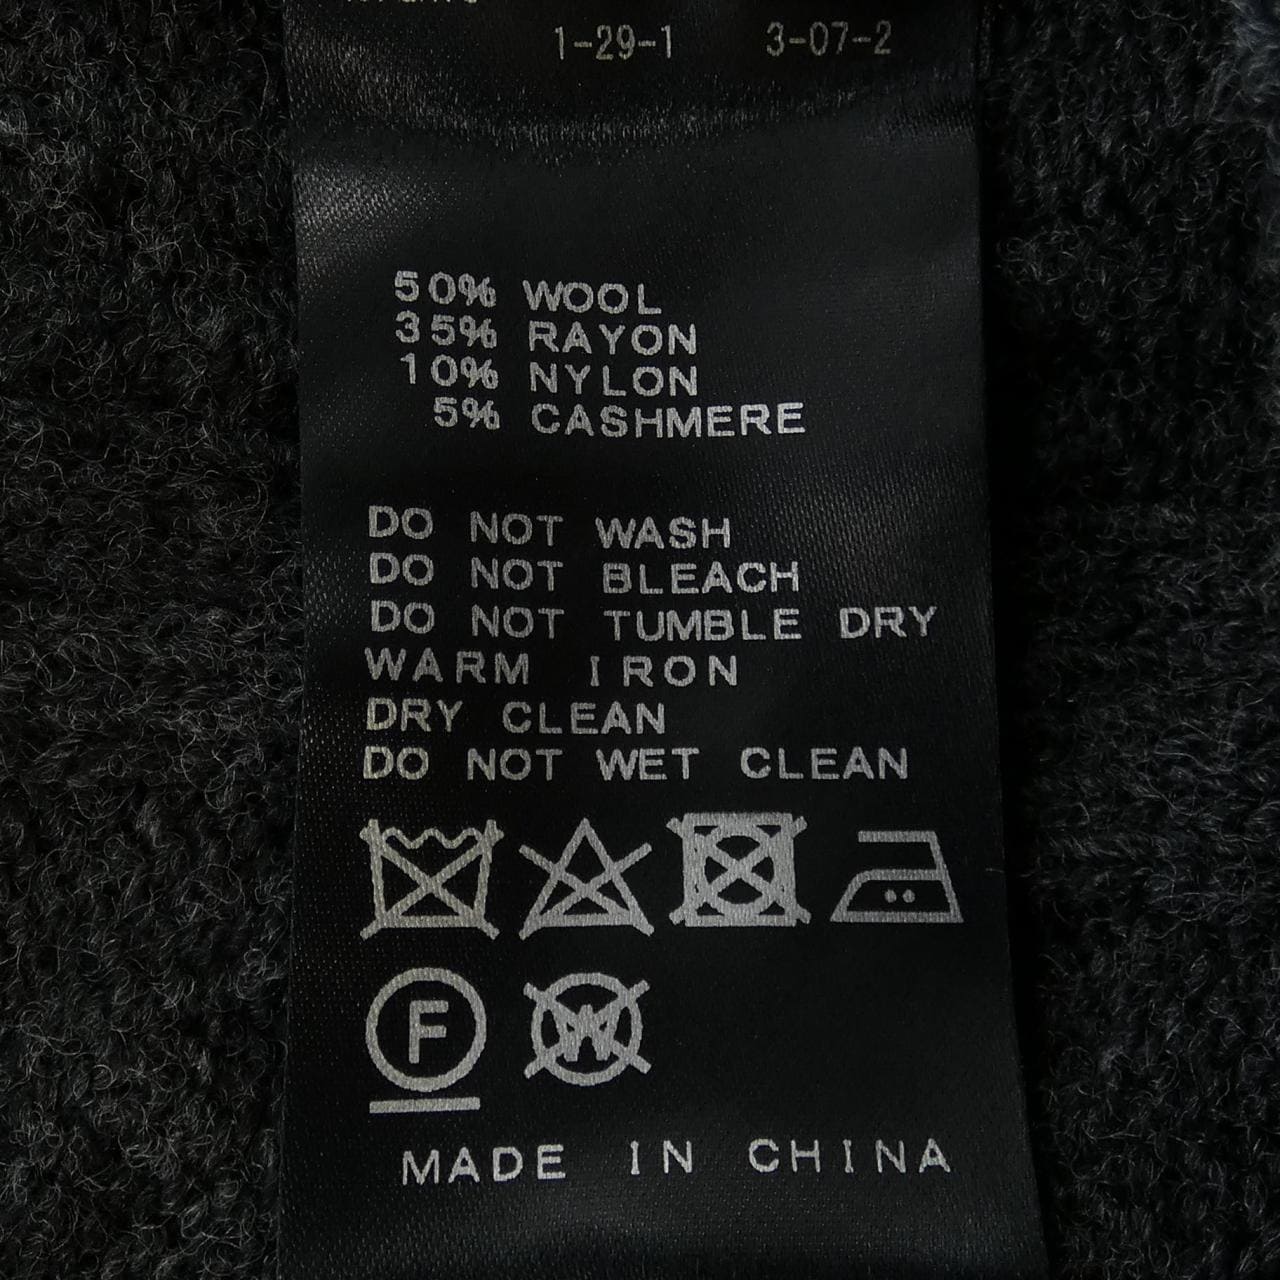 1-29-1 3-07-2
50% WOOL
35% RAYON
10% NYLON
5% CASHMERE
DO NOT WASH
DO NOT BLEACH
DO NOT TUMBLE DRY
WARM IRON
DRY CLEAN
DO NOT WET CLEAN
F W
MADE IN CHINA